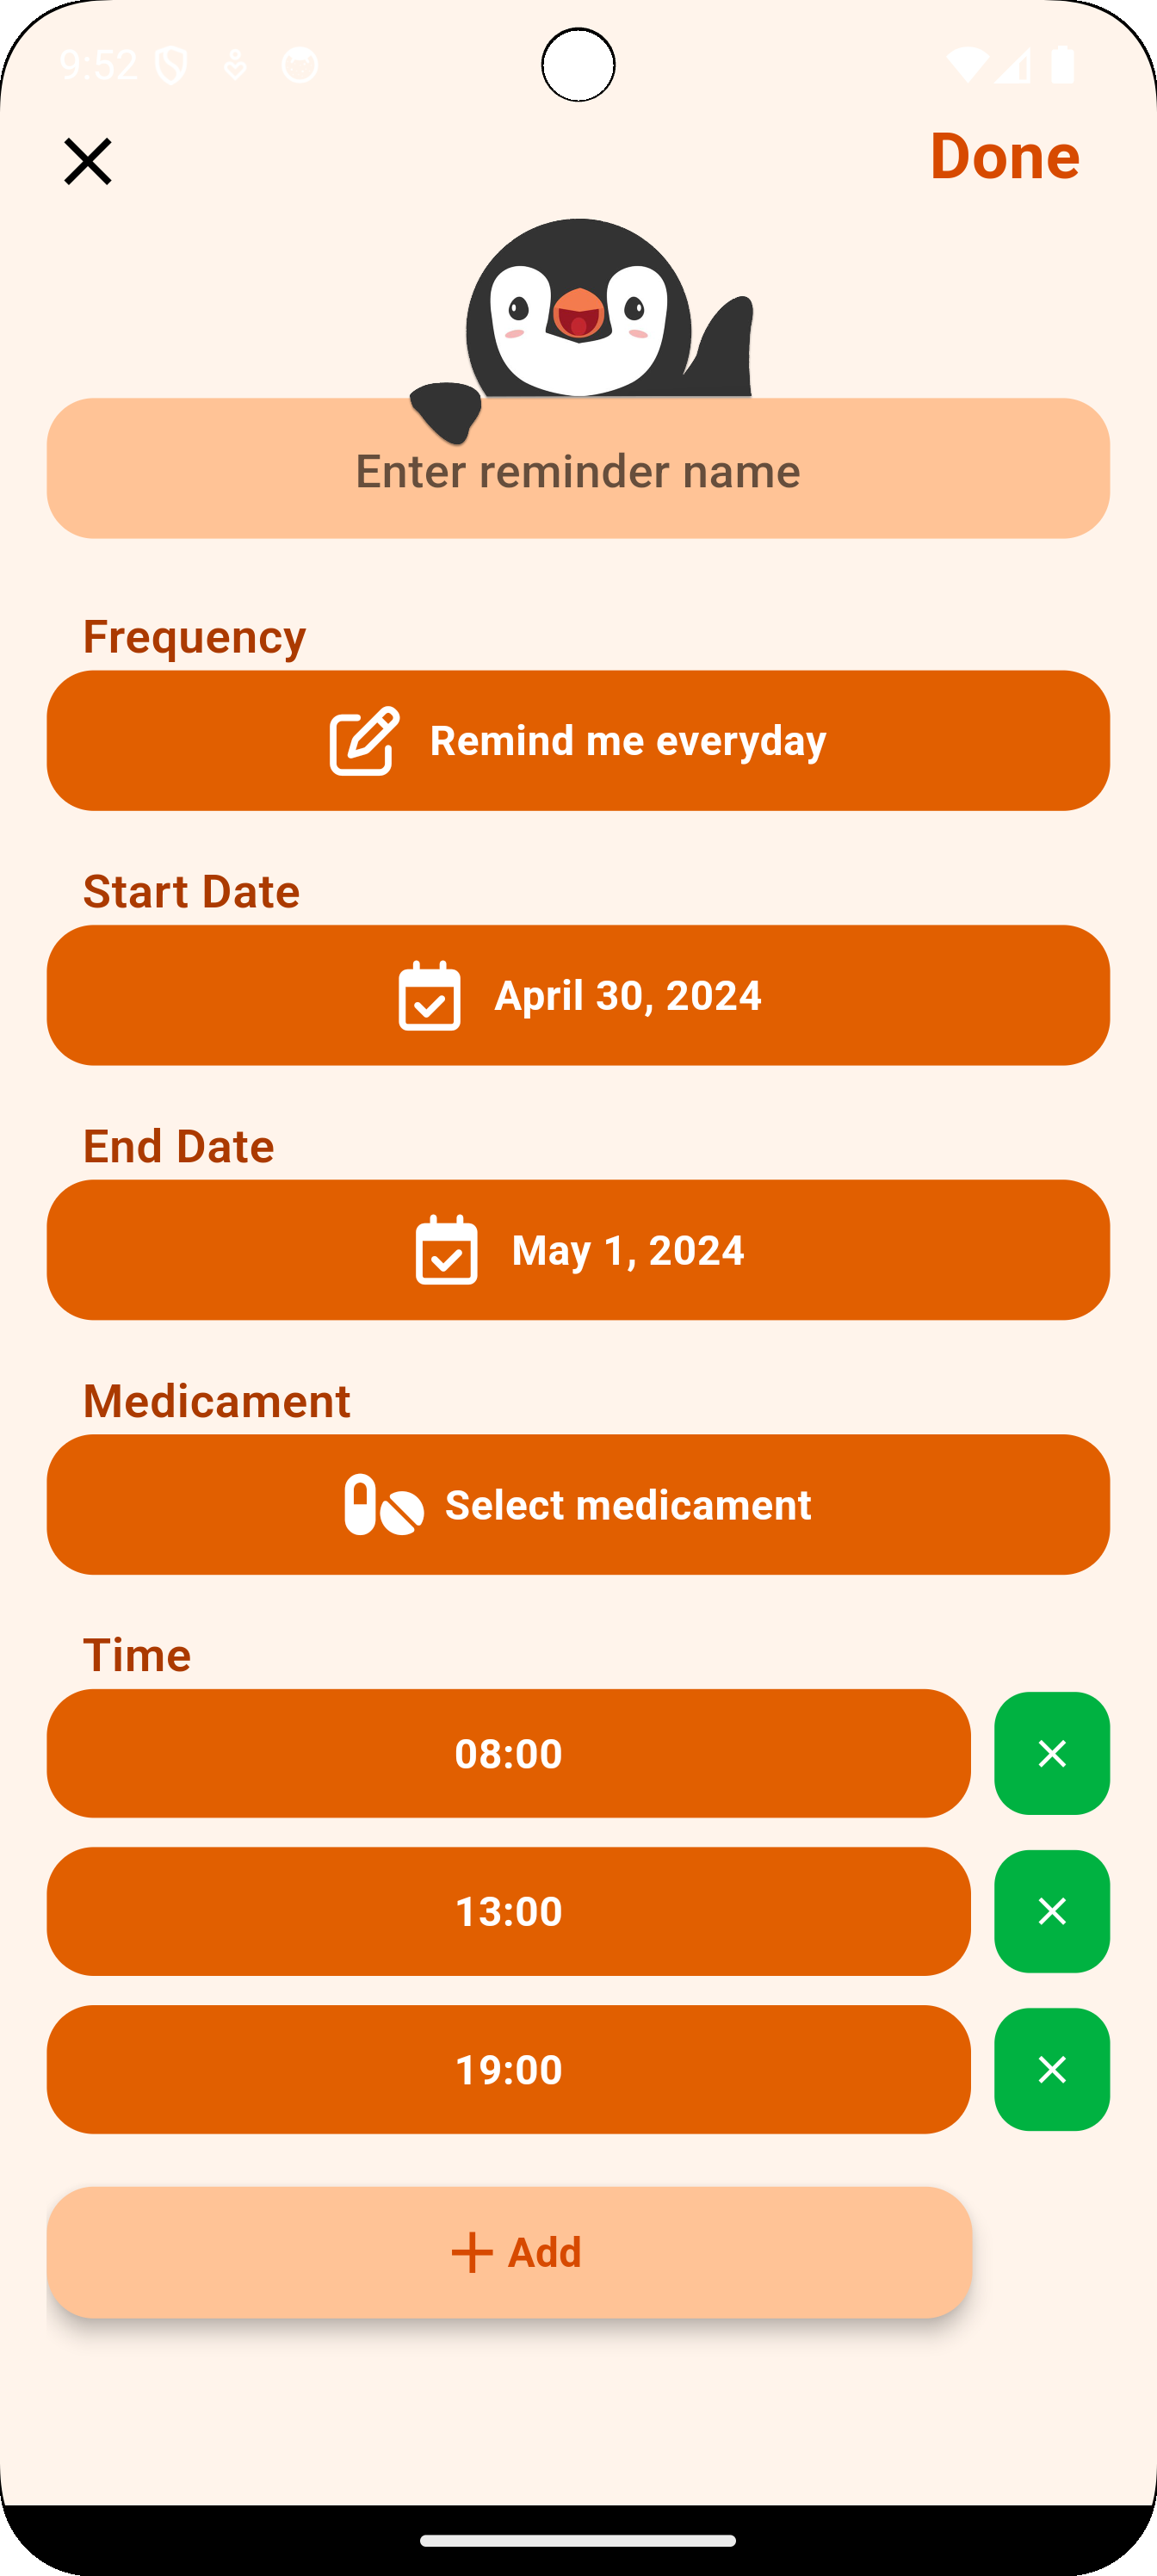 9:52
Done
Enter reminder name
Frequency
Remind me everyday
Start Date
April 30, 2024
End Date
May 1, 2024
Medicament
Select medicament
Time
08:00
13:00
19:00
Add